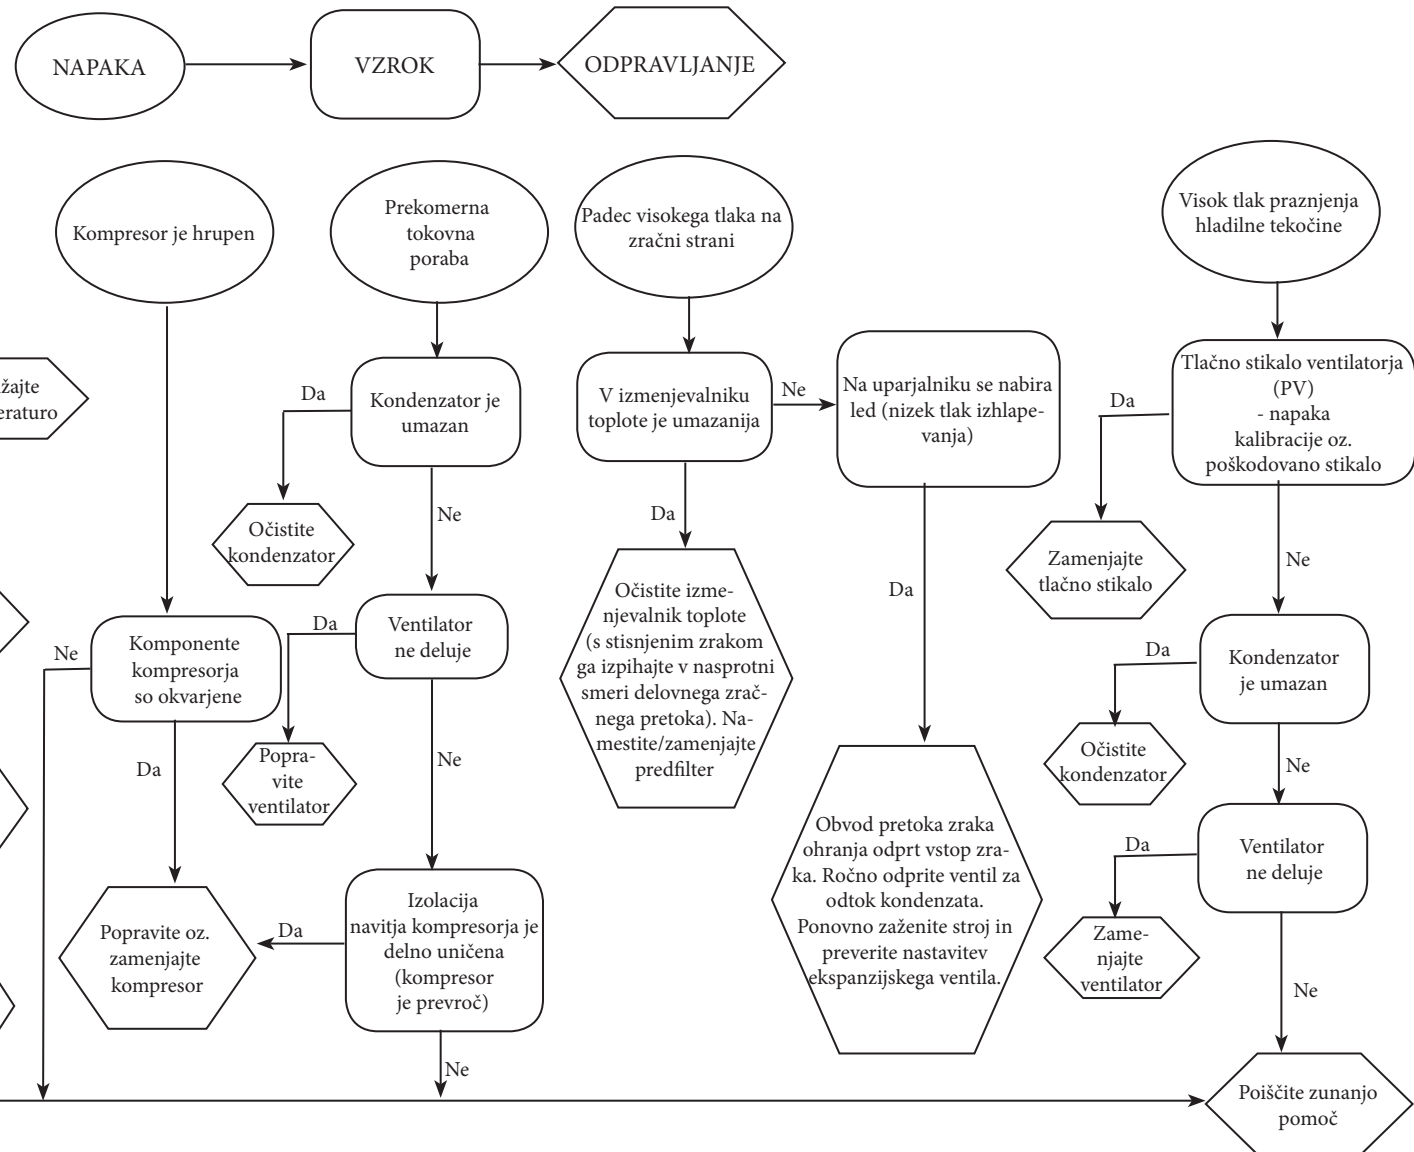 NAPAKA
VZROK
ODPRAVLJANJE
Kompresor je hrupen
Ne
Komponente
kompresorja
so okvarjene
Da
Popravite oz.
zamenjajte
kompresor
Prekomerna
tokovna
poraba
Da
Kondenzator je
umazan
Očistite
kondenzator
Ne
Da
Ventilator
ne deluje
Popra-
vite
ventilator
Ne
Izolacija
navitja kompresorja je
delno uničena
(kompresor
je prevroč)
Da
Ne
Padec visokega tlaka na
zračni strani
V izmenjevalniku
toplote je umazanija
Ne
Da
Očistite izme-
njevalnik toplote
(s stisnjenim zrakom
ga izpihajte v nasprotni
smeri delovnega zrač-
nega pretoka). Na-
mestite/zamenjajte
predfilter
Na uparjalniku se nabira
led (nizek tlak izhlape-
vanja)
Da
Obvod pretoka zraka
ohranja odprt vstop zra-
ka. Ročno odprite ventil za
odtok kondenzata.
Ponovno zaženite stroj in
preverite nastavitev
ekspanzijskega ventila.
Visok tlak praznjenja
hladilne tekočine
Tlačno stikalo ventilatorja
(PV)
- napaka
kalibracije oz.
poškodovano stikalo
Da
Zamenjajte
tlačno stikalo
Ne
Da
Kondenzator
je umazan
Očistite
kondenzator
Ne
Da
Ventilator
ne deluje
Zame-
njajte
ventilator
Ne
Poiščite zunanjo
pomoč
žajte
eraturo